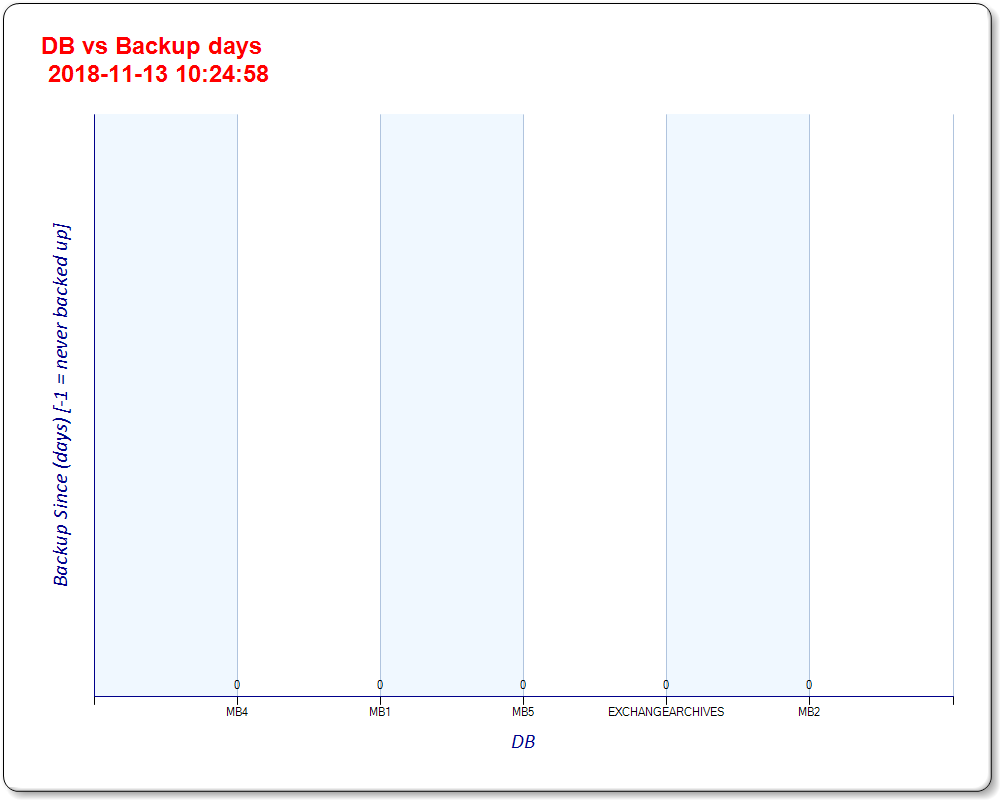 DB vs Backup days
2018-11-13 10:24:58
Backup Since (days) [-1 = never backed up]
0 0 0 0 0
MB4 MB1 MB5 EXCHANGEARCHIVES MB2
DB